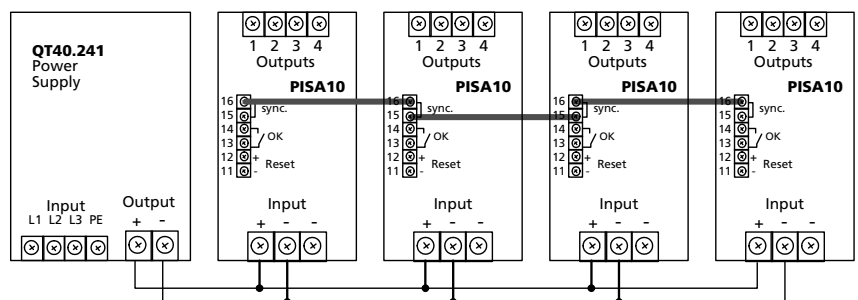 QT40.241
Power
Supply
Input
L1 L2 L3 PE
Output
+ -
1 2 3 4
Outputs
PISA10
16
15
sync.
14
13
OK
12
11
+
-
Reset
Input
+ - -
1 2 3 4
Outputs
PISA10
16
15
sync.
14
13
OK
12
11
+
-
Reset
Input
+ - -
1 2 3 4
Outputs
PISA10
16
15
sync.
14
13
OK
12
11
+
-
Reset
Input
+ - -
1 2 3 4
Outputs
PISA10
16
15
sync.
14
13
OK
12
11
+
-
Reset
Input
+ - -